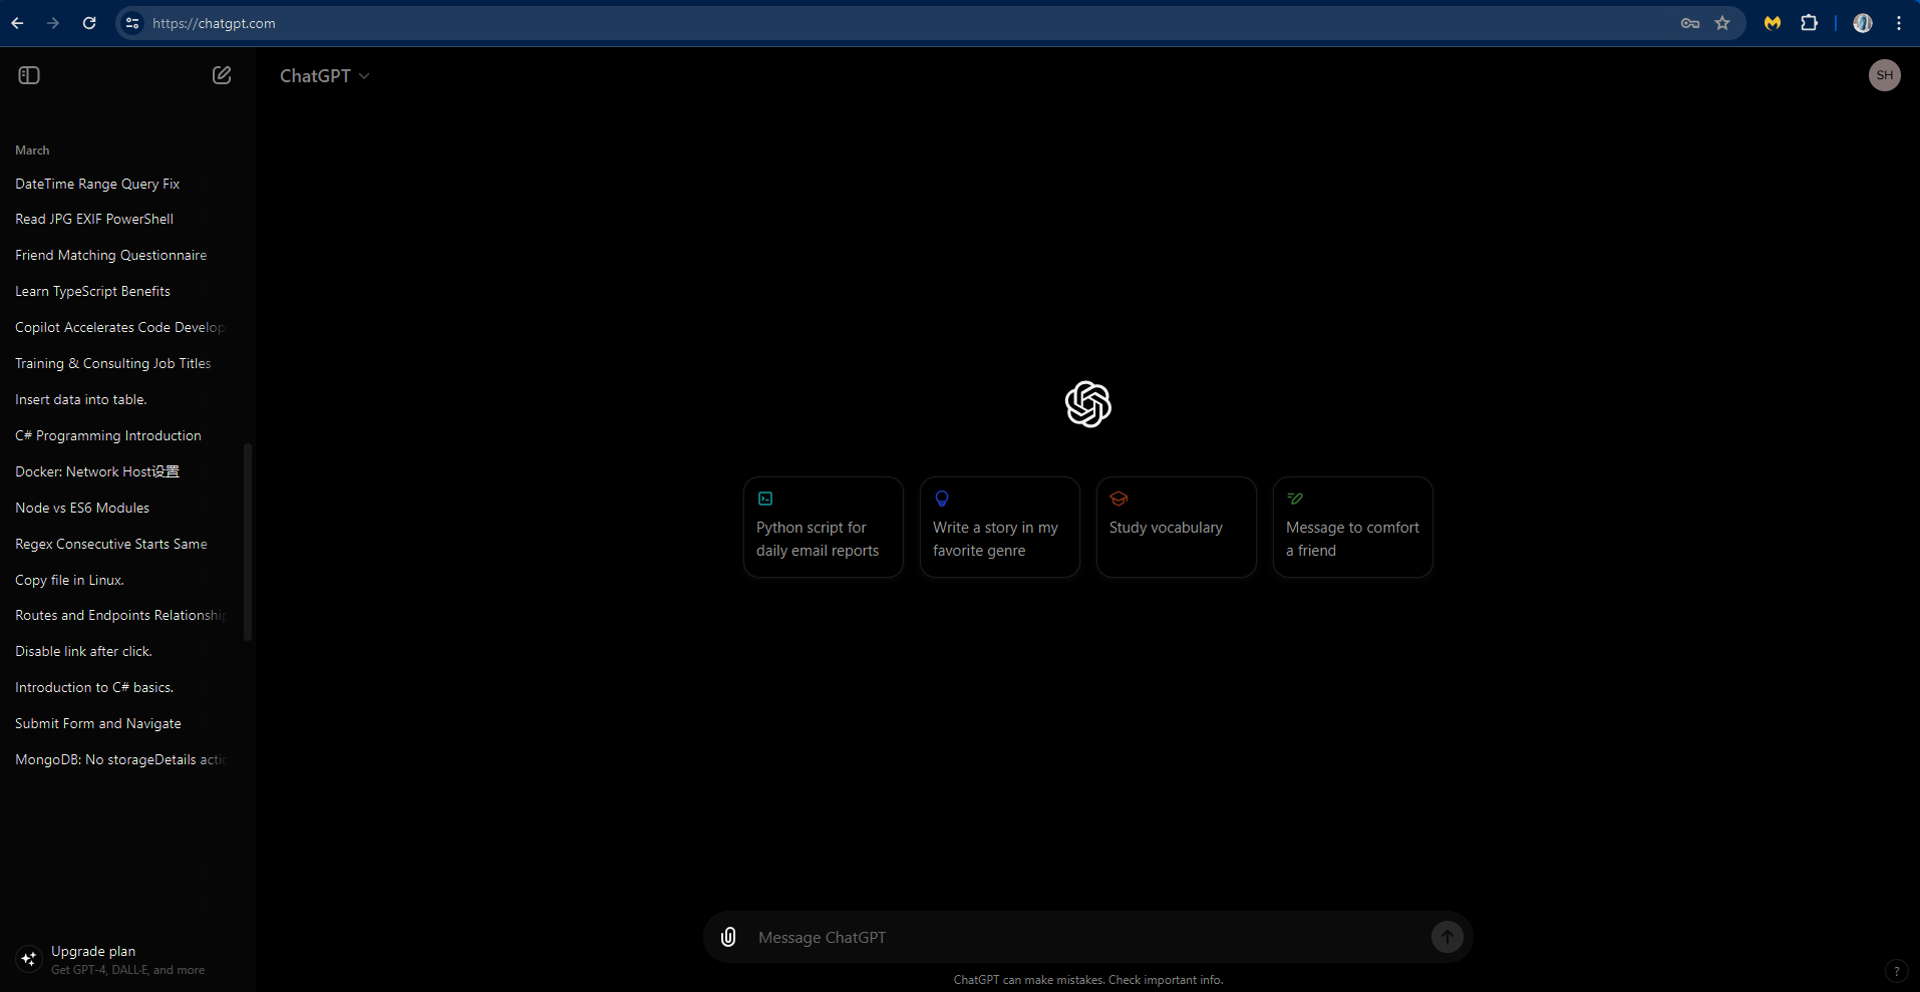 https://chatgpt.com
ChatGPT
SH
March
DateTime Range Query Fix
Read JPG EXIF PowerShell
Friend Matching Questionnaire
Learn TypeScript Benefits
Copilot Accelerates Code Develop
Training & Consulting Job Titles
Insert data into table.
C# Programming Introduction
Docker: Network Host设置
Node vs ES6 Modules
Regex Consecutive Starts Same
Copy file in Linux.
Routes and Endpoints Relationship
Disable link after click.
Introduction to C# basics.
Submit Form and Navigate
MongoDB: No storageDetails actio
Upgrade plan
Get GPT-4, DALL·E, and more
Python script for
daily email reports
Write a story in my
favorite genre
Study vocabulary
Message to comfort
a friend
Message ChatGPT
ChatGPT can make mistakes. Check important info.
?